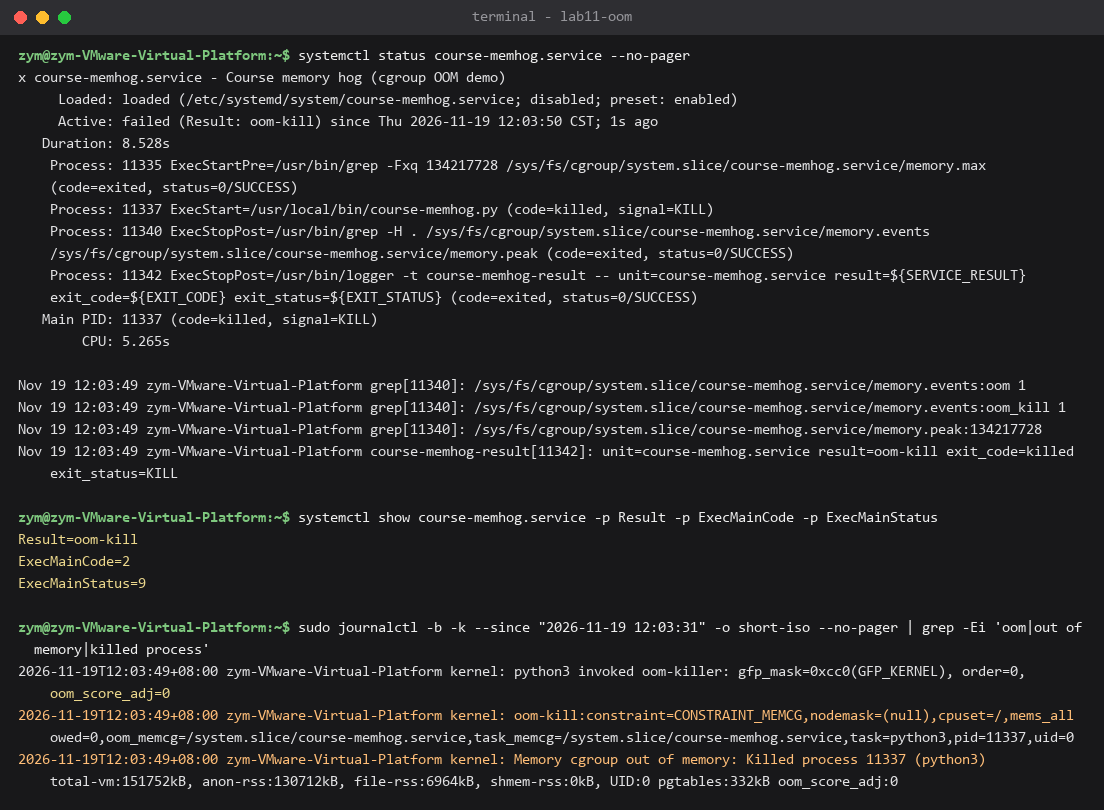 terminal - lab11-oom
zym@zym-VMware-Virtual-Platform:~$ systemctl status course-memhog.service --no-pager
x course-memhog.service - Course memory hog (cgroup OOM demo)
Loaded: loaded (/etc/systemd/system/course-memhog.service; disabled; preset: enabled)
Active: failed (Result: oom-kill) since Thu 2026-11-19 12:03:50 CST; 1s ago
Duration: 8.528s
Process: 11335 ExecStartPre=/usr/bin/grep -Fxq 134217728 /sys/fs/cgroup/system.slice/course-memhog.service/memory.max
(code=exited, status=0/SUCCESS)
Process: 11337 ExecStart=/usr/local/bin/course-memhog.py (code=killed, signal=KILL)
Process: 11340 ExecStopPost=/usr/bin/grep -H . /sys/fs/cgroup/system.slice/course-memhog.service/memory.events
/sys/fs/cgroup/system.slice/course-memhog.service/memory.peak (code=exited, status=0/SUCCESS)
Process: 11342 ExecStopPost=/usr/bin/logger -t course-memhog-result -- unit=course-memhog.service result=${SERVICE_RESULT}
exit_code=${EXIT_CODE} exit_status=${EXIT_STATUS} (code=exited, status=0/SUCCESS)
Main PID: 11337 (code=killed, signal=KILL)
CPU: 5.265s
Nov 19 12:03:49 zym-VMware-Virtual-Platform grep[11340]: /sys/fs/cgroup/system.slice/course-memhog.service/memory.events:oom 1
Nov 19 12:03:49 zym-VMware-Virtual-Platform grep[11340]: /sys/fs/cgroup/system.slice/course-memhog.service/memory.events:oom_kill 1
Nov 19 12:03:49 zym-VMware-Virtual-Platform grep[11340]: /sys/fs/cgroup/system.slice/course-memhog.service/memory.peak:134217728
Nov 19 12:03:49 zym-VMware-Virtual-Platform course-memhog-result[11342]: unit=course-memhog.service result=oom-kill exit_code=killed
exit_status=KILL
zym@zym-VMware-Virtual-Platform:~$ systemctl show course-memhog.service -p Result -p ExecMainCode -p ExecMainStatus
Result=oom-kill
ExecMainCode=2
ExecMainStatus=9
zym@zym-VMware-Virtual-Platform:~$ sudo journalctl -b -k --since "2026-11-19 12:03:31" -o short-iso --no-pager | grep -Ei 'oom|out of
memory|killed process'
2026-11-19T12:03:49+08:00 zym-VMware-Virtual-Platform kernel: python3 invoked oom-killer: gfp_mask=0xcc0(GFP_KERNEL), order=0,
oom_score_adj=0
2026-11-19T12:03:49+08:00 zym-VMware-Virtual-Platform kernel: oom-kill:constraint=CONSTRAINT_MEMCG,nodemask=(null),cpuset=/,mems_all
owed=0,oom_memcg=/system.slice/course-memhog.service,task_memcg=/system.slice/course-memhog.service,task=python3,pid=11337,uid=0
2026-11-19T12:03:49+08:00 zym-VMware-Virtual-Platform kernel: Memory cgroup out of memory: Killed process 11337 (python3)
total-vm:151752kB, anon-rss:130712kB, file-rss:6964kB, shmem-rss:0kB, UID:0 pgtables:332kB oom_score_adj:0